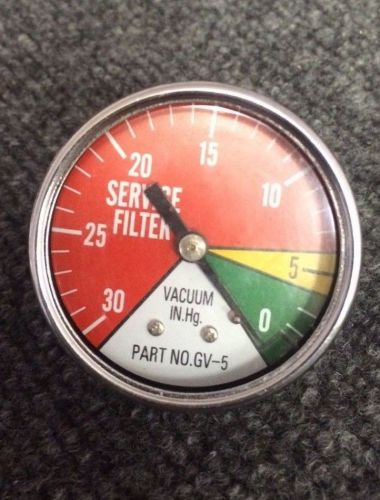 15
20
10
SERVICE
FILTER
25
5
30
0
VACUUM
IN.Hg.
PART NO.GV-5